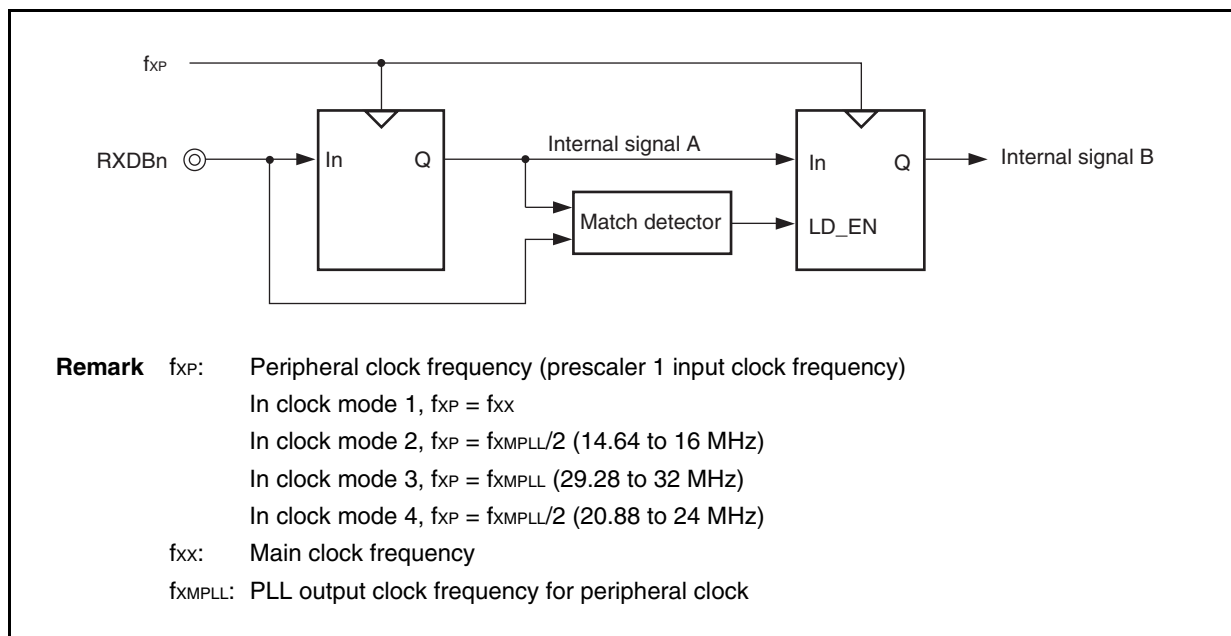 fXP
RXDBn
In
Q
Internal signal A
Match detector
In
Q
LD_EN
Internal signal B
Remark fXP: Peripheral clock frequency (prescaler 1 input clock frequency)
In clock mode 1, fXP = fXX
In clock mode 2, fXP = fXMPLL/2 (14.64 to 16 MHz)
In clock mode 3, fXP = fXMPLL (29.28 to 32 MHz)
In clock mode 4, fXP = fXMPLL/2 (20.88 to 24 MHz)
fXX: Main clock frequency
fXMPLL: PLL output clock frequency for peripheral clock